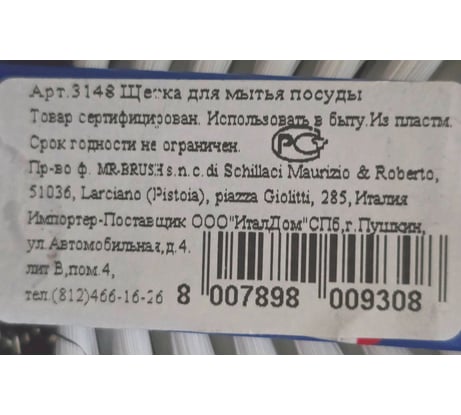 Арт.3148 Щетка для мытья посуды
Товар сертифицирован. Использовать в быту.Из пластм.
Срок годности не ограничен.
Пр-во ф. MR.BRUSH s.n.c. di Schillaci Maurizio & Roberto,
51036, Larciano (Pistoia), piazza Giolitti, 285, Италия
Импортер-Поставщик ООО"ИталДом"СПб,г.Пушкин,
ул.Автомобильная,д.4.
лит В,пом.4,
тел.(812)466-16-26
8 007898 009308